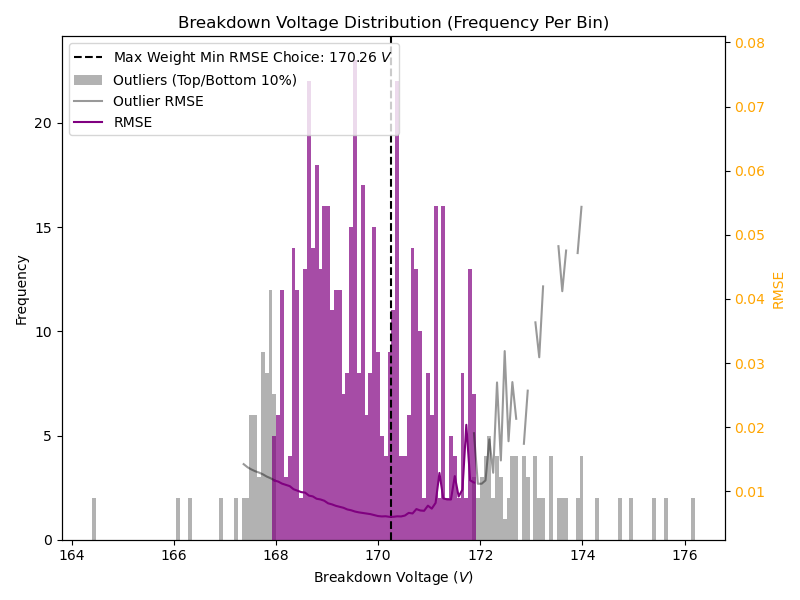 Breakdown Voltage Distribution (Frequency Per Bin)
Max Weight Min RMSE Choice: 170.26 V
Outliers (Top/Bottom 10%)
Outlier RMSE
RMSE
Frequency
0
5
10
15
20
164
166
168
170
172
174
176
Breakdown Voltage (V)
0.08
0.07
0.06
0.05
0.04
0.03
0.02
0.01
RMSE